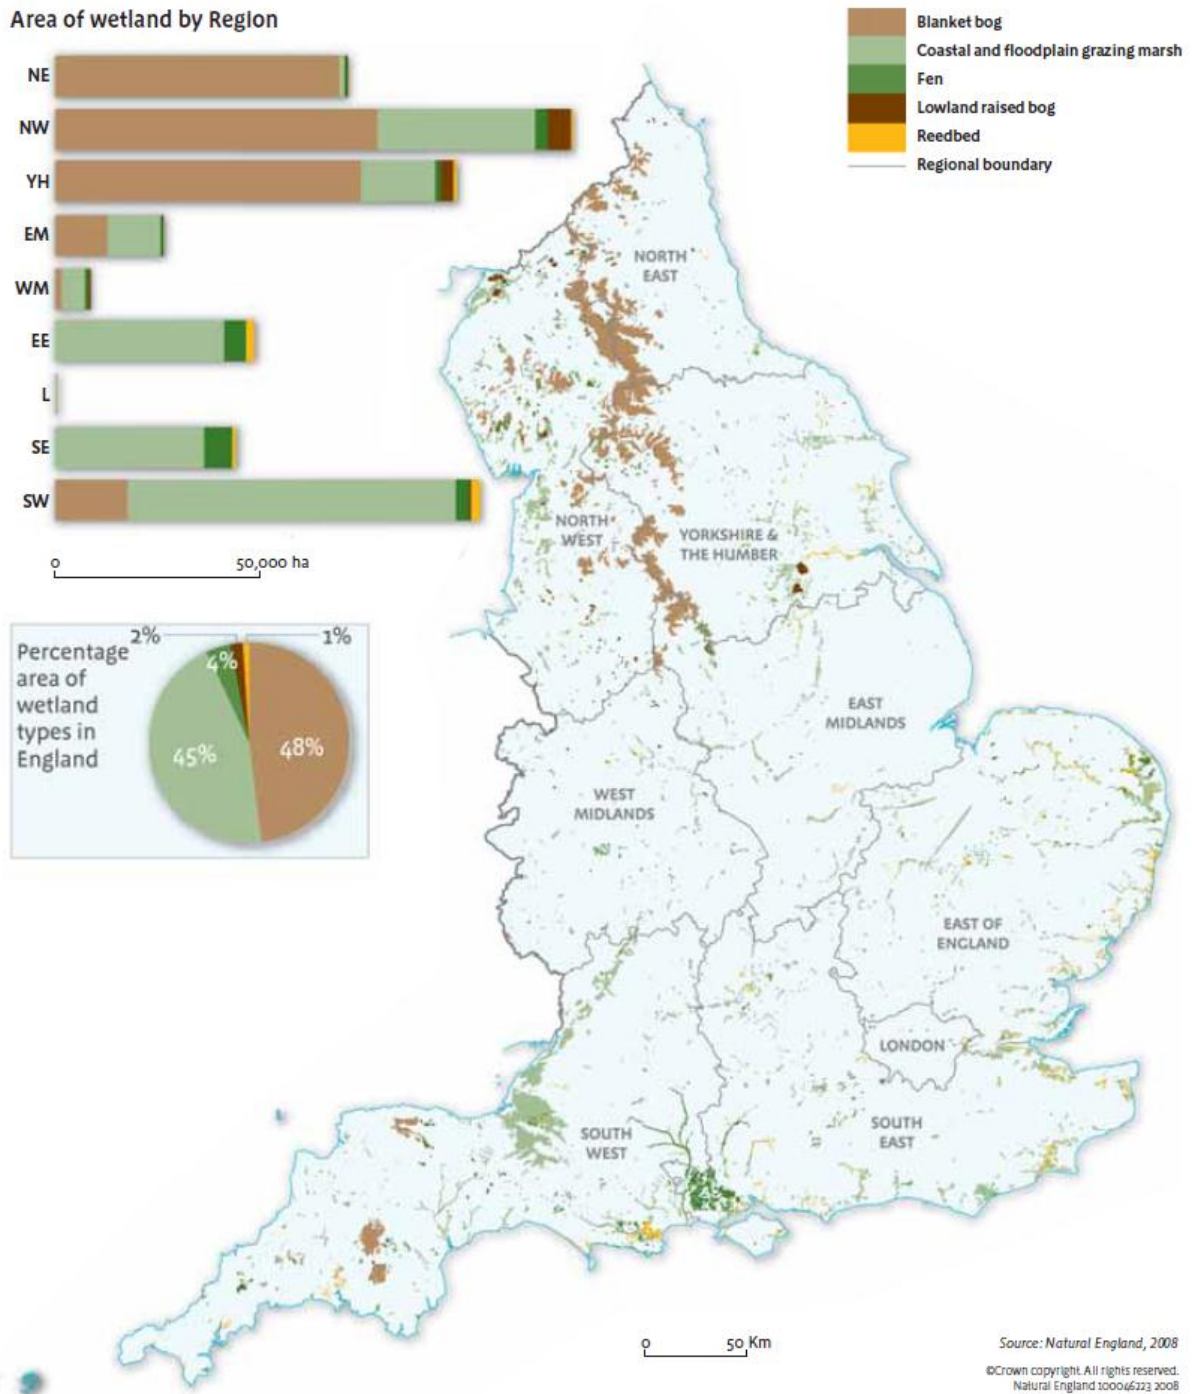 Area of wetland by Region
NE
NW
YH
EM
WM
EE
L
SE
SW
0
50,000 ha
Blanket bog
Coastal and floodplain grazing marsh
Fen
Lowland raised bog
Reedbed
Regional boundary
Percentage
area of
wetland
types in
England
2%
1%
4%
45%
48%
NORTH
EAST
NORTH
WEST
YORKSHIRE &
THE HUMBER
EAST
MIDLANDS
WEST
MIDLANDS
EAST OF
ENGLAND
LONDON
SOUTH
EAST
SOUTH
WEST
0
50 Km
Source: Natural England, 2008
©Crown copyright. All rights reserved.
Natural England 100046223 2008